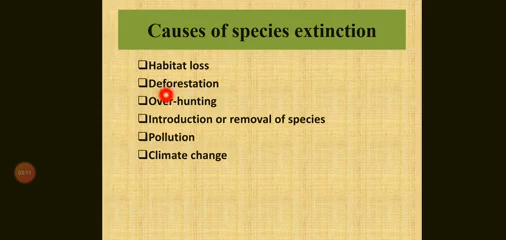 Causes of species extinction
❑Habitat loss
❑Deforestation
❑Over-hunting
❑Introduction or removal of species
❑Pollution
❑Climate change